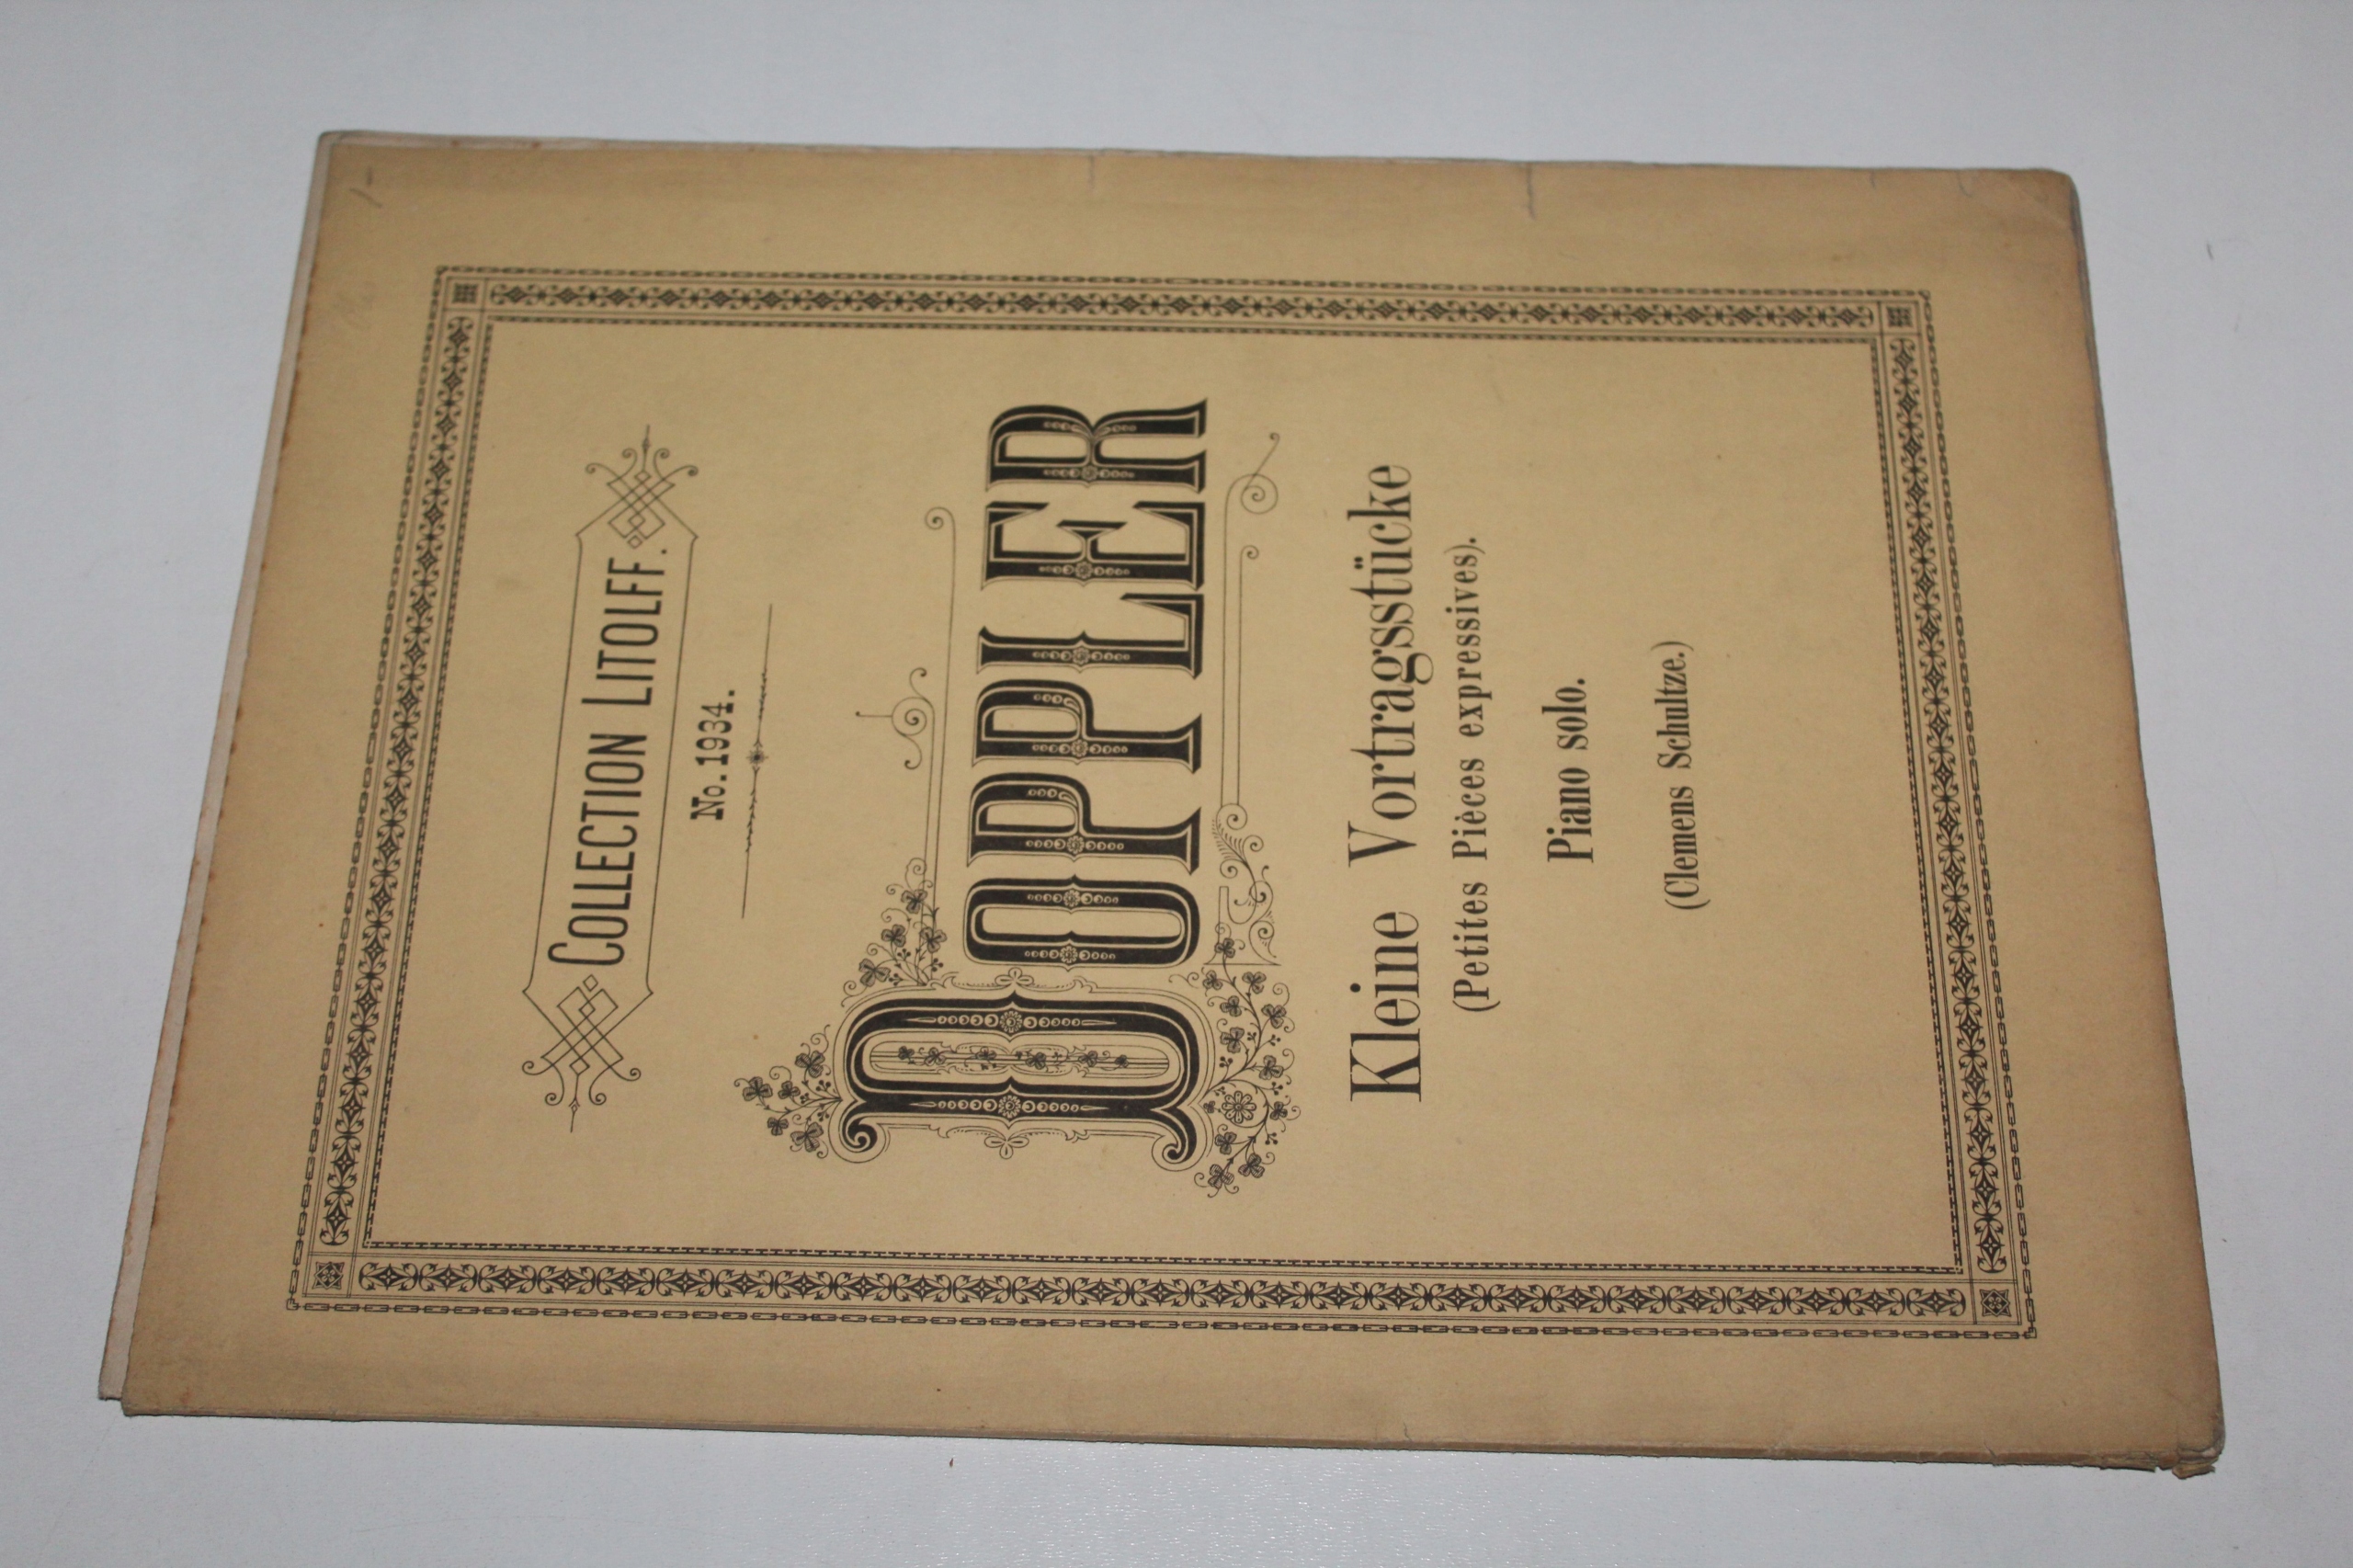 COLLECTION LITOLFF.
No. 1934.
DOPPLER
Kleine Vortragsstücke
(Petites Pièces expressives).
Piano solo.
(Clemens Schultze.)